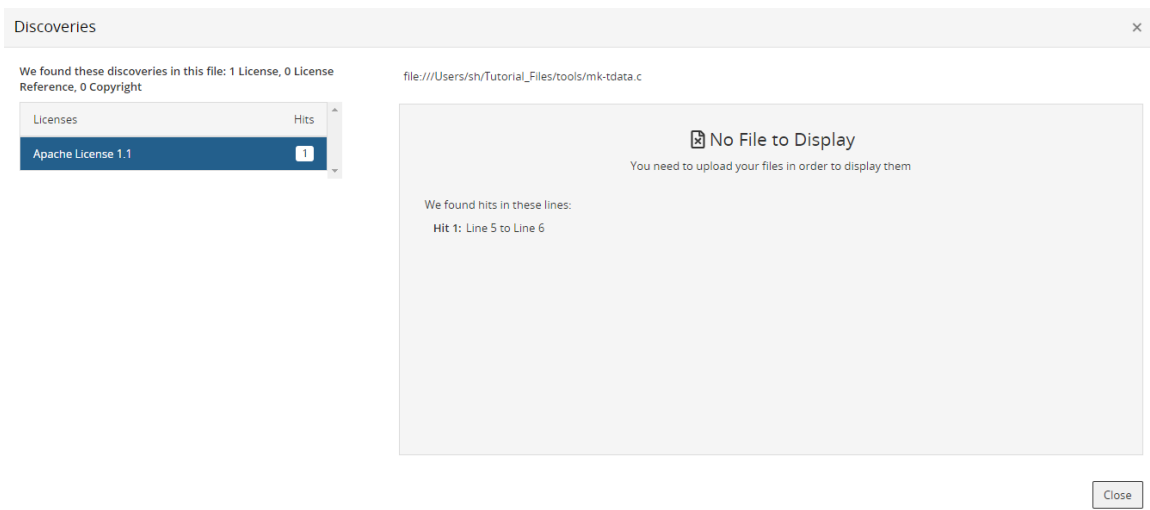 Discoveries
×
We found these discoveries in this file: 1 License, 0 License
Reference, 0 Copyright
Licenses Hits
Apache License 1.1 1
file:///Users/sh/Tutorial_Files/tools/mk-tdata.c
No File to Display
You need to upload your files in order to display them
We found hits in these lines:
Hit 1: Line 5 to Line 6
Close